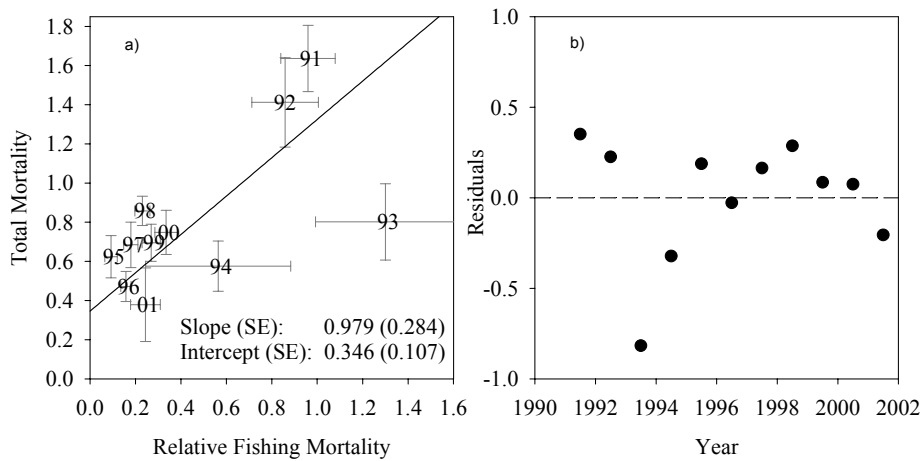 a)
1.8
1.6
1.4
1.2
1.0
0.8
0.6
0.4
0.2
0.0
Total Mortality
91
92
93
94
95
96
97
98
99
00
01
Slope (SE): 0.979 (0.284)
Intercept (SE): 0.346 (0.107)
0.0 0.2 0.4 0.6 0.8 1.0 1.2 1.4 1.6
Relative Fishing Mortality
b)
1.0
0.5
0.0
-0.5
-1.0
Residuals
1990 1992 1994 1996 1998 2000 2002
Year